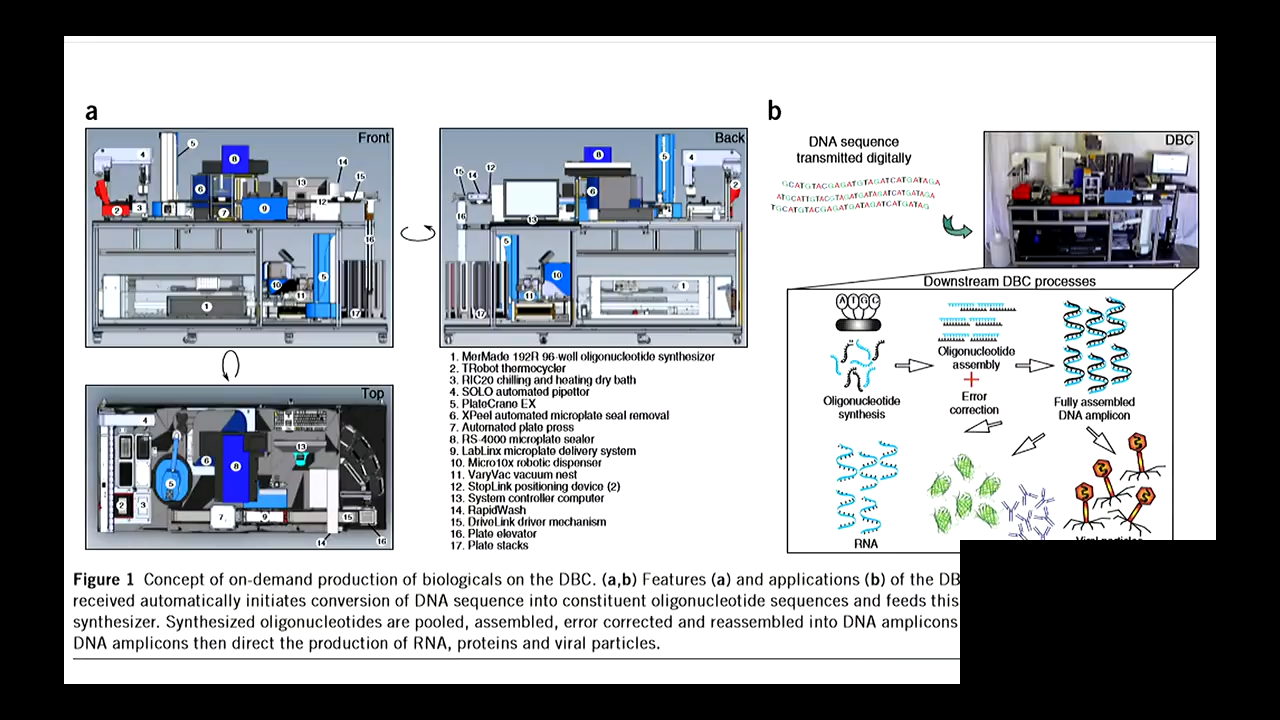 a
Front
Back
Top
1. MerMade 192R 96-well oligonucleotide synthesizer
2. TRobot thermocycler
3. RIC20 chilling and heating dry bath
4. SOLO automated pipettor
5. PlateCrane EX
6. XPeel automated microplate seal removal
7. Automated plate press
8. RS-4000 microplate sealer
9. LabLinx microplate delivery system
10. Micro10x robotic dispenser
11. VaryVac vacuum nest
12. StopLink positioning device (2)
13. System controller computer
14. RapidWash
15. DriveLink driver mechanism
16. Plate elevator
17. Plate stacks
b
DNA sequence
transmitted digitally
DBC
Downstream DBC processes
A T G C
Oligonucleotide
synthesis
Oligonucleotide
assembly
+
Error
correction
Fully assembled
DNA amplicon
RNA
Figure 1 Concept of on-demand production of biologicals on the DBC. (a,b) Features (a) and applications (b) of the DB
received automatically initiates conversion of DNA sequence into constituent oligonucleotide sequences and feeds this
synthesizer. Synthesized oligonucleotides are pooled, assembled, error corrected and reassembled into DNA amplicons
DNA amplicons then direct the production of RNA, proteins and viral particles.